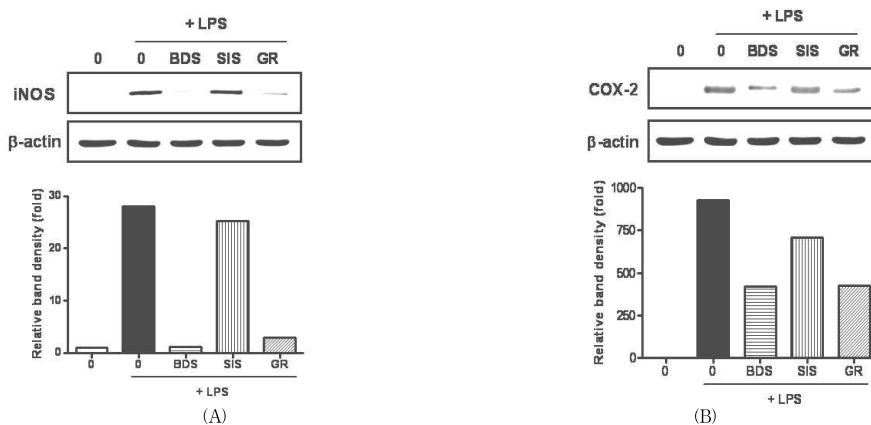 + LPS
0 0 BDS SIS GR
iNOS
β-actin
Relative band density (fold)
30
20
10
0
0 0 BDS SIS GR
+ LPS
(A)
+ LPS
0 0 BDS SIS GR
COX-2
β-actin
Relative band density (fold)
1000
750
500
250
0
0 0 BDS SIS GR
+ LPS
(B)